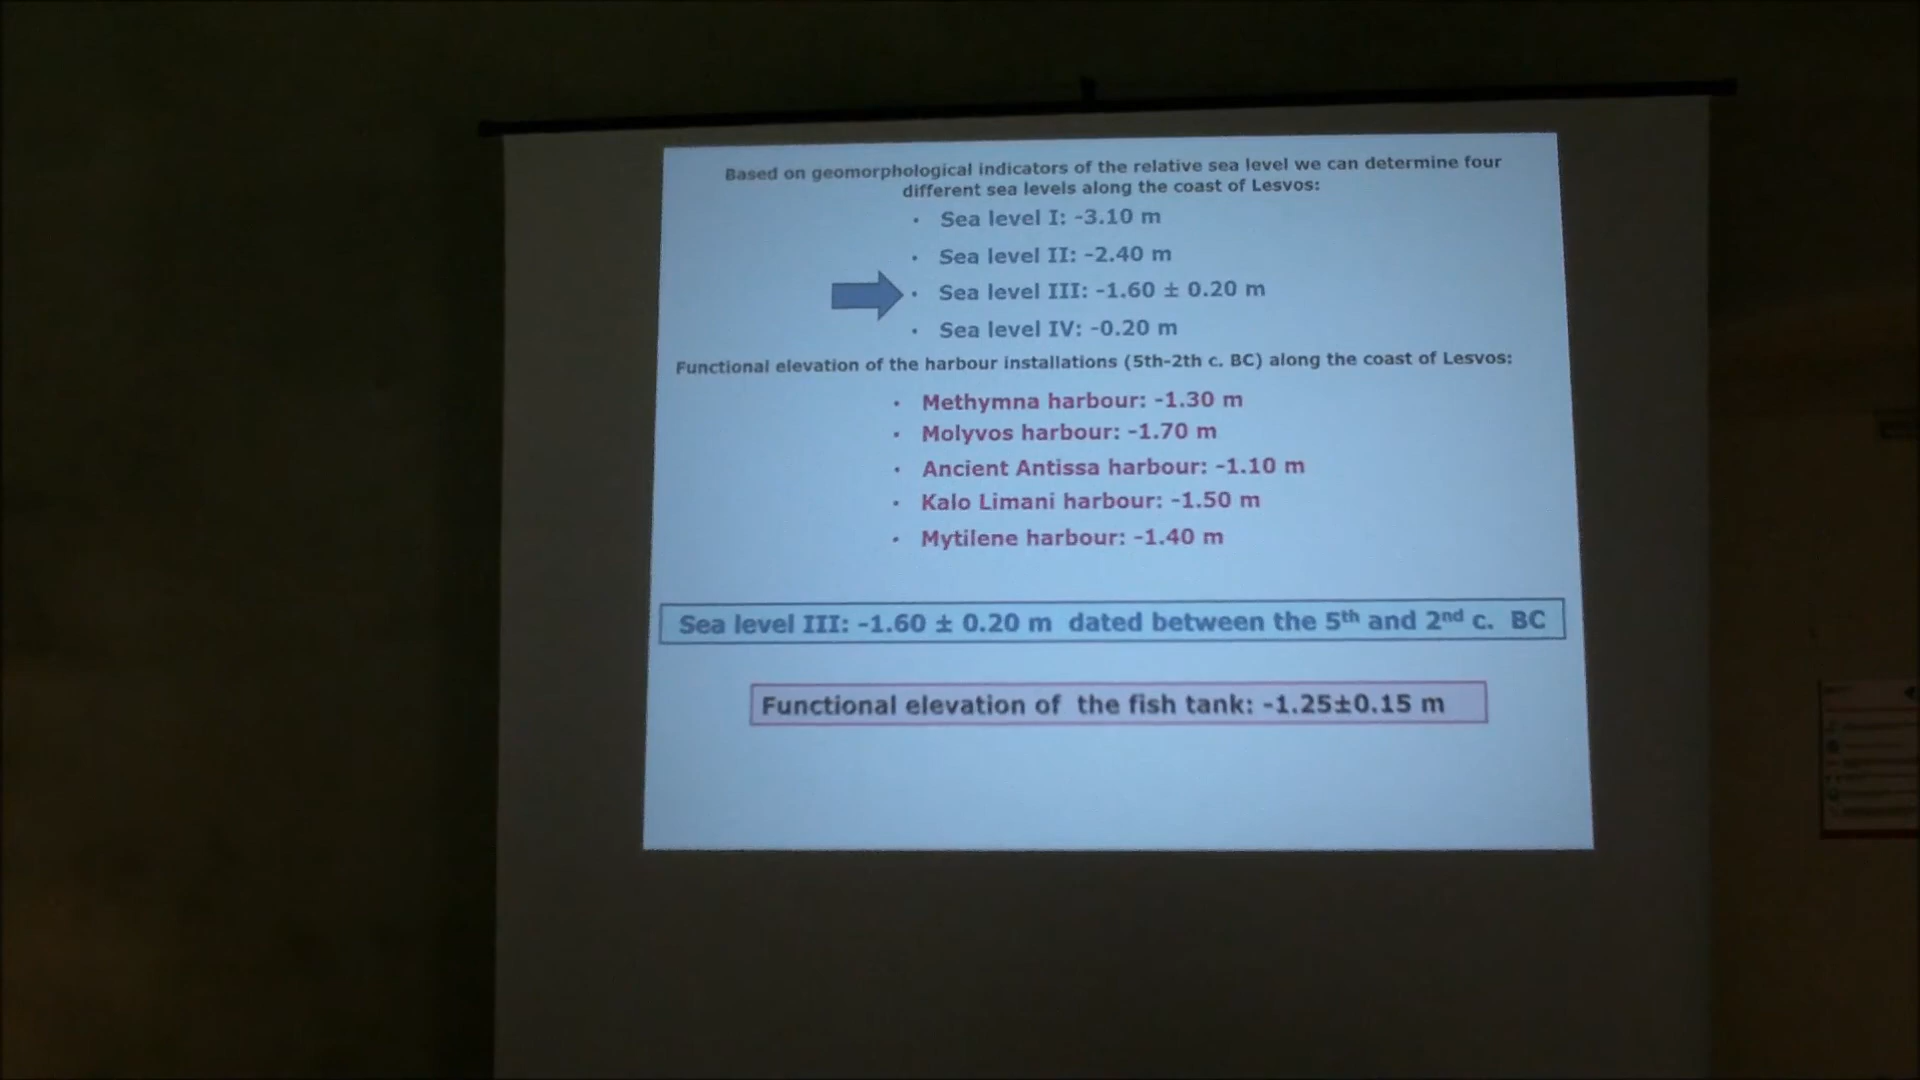 Based on geomorphological indicators of the relative sea level we can determine four
different sea levels along the coast of Lesvos:
• Sea level I: -3.10 m
• Sea level II: -2.40 m
• Sea level III: -1.60 ± 0.20 m
• Sea level IV: -0.20 m
Functional elevation of the harbour installations (5th-2th c. BC) along the coast of Lesvos:
• Methymna harbour: -1.30 m
• Molyvos harbour: -1.70 m
• Ancient Antissa harbour: -1.10 m
• Kalo Limani harbour: -1.50 m
• Mytilene harbour: -1.40 m
Sea level III: -1.60 ± 0.20 m dated between the 5th and 2nd c. BC
Functional elevation of the fish tank: -1.25±0.15 m